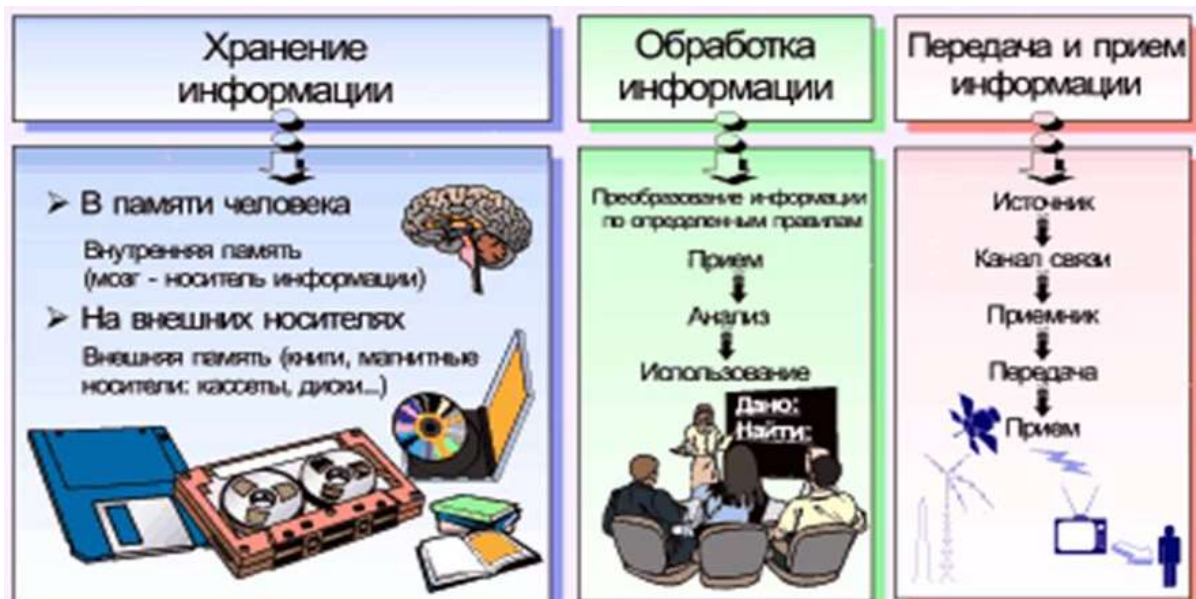 Хранение
информации
➢ В памяти человека
Внутренняя память
(мозг - носитель информации)
➢ На внешних носителях
Внешняя память (книги, магнитные
носители: кассеты, диски...)
Обработка
информации
Преобразование информации
по определенным правилам
Прием
Анализ
Использование
Дано:
Найти:
Передача и прием
информации
Источник
Канал связи
Приемник
Передача
Прием